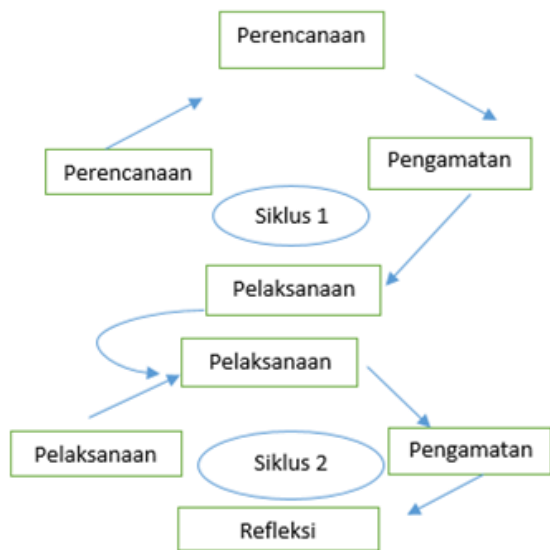 Perencanaan
Perencanaan
Pengamatan
Siklus 1
Pelaksanaan
Pelaksanaan
Pelaksanaan
Siklus 2
Pengamatan
Refleksi